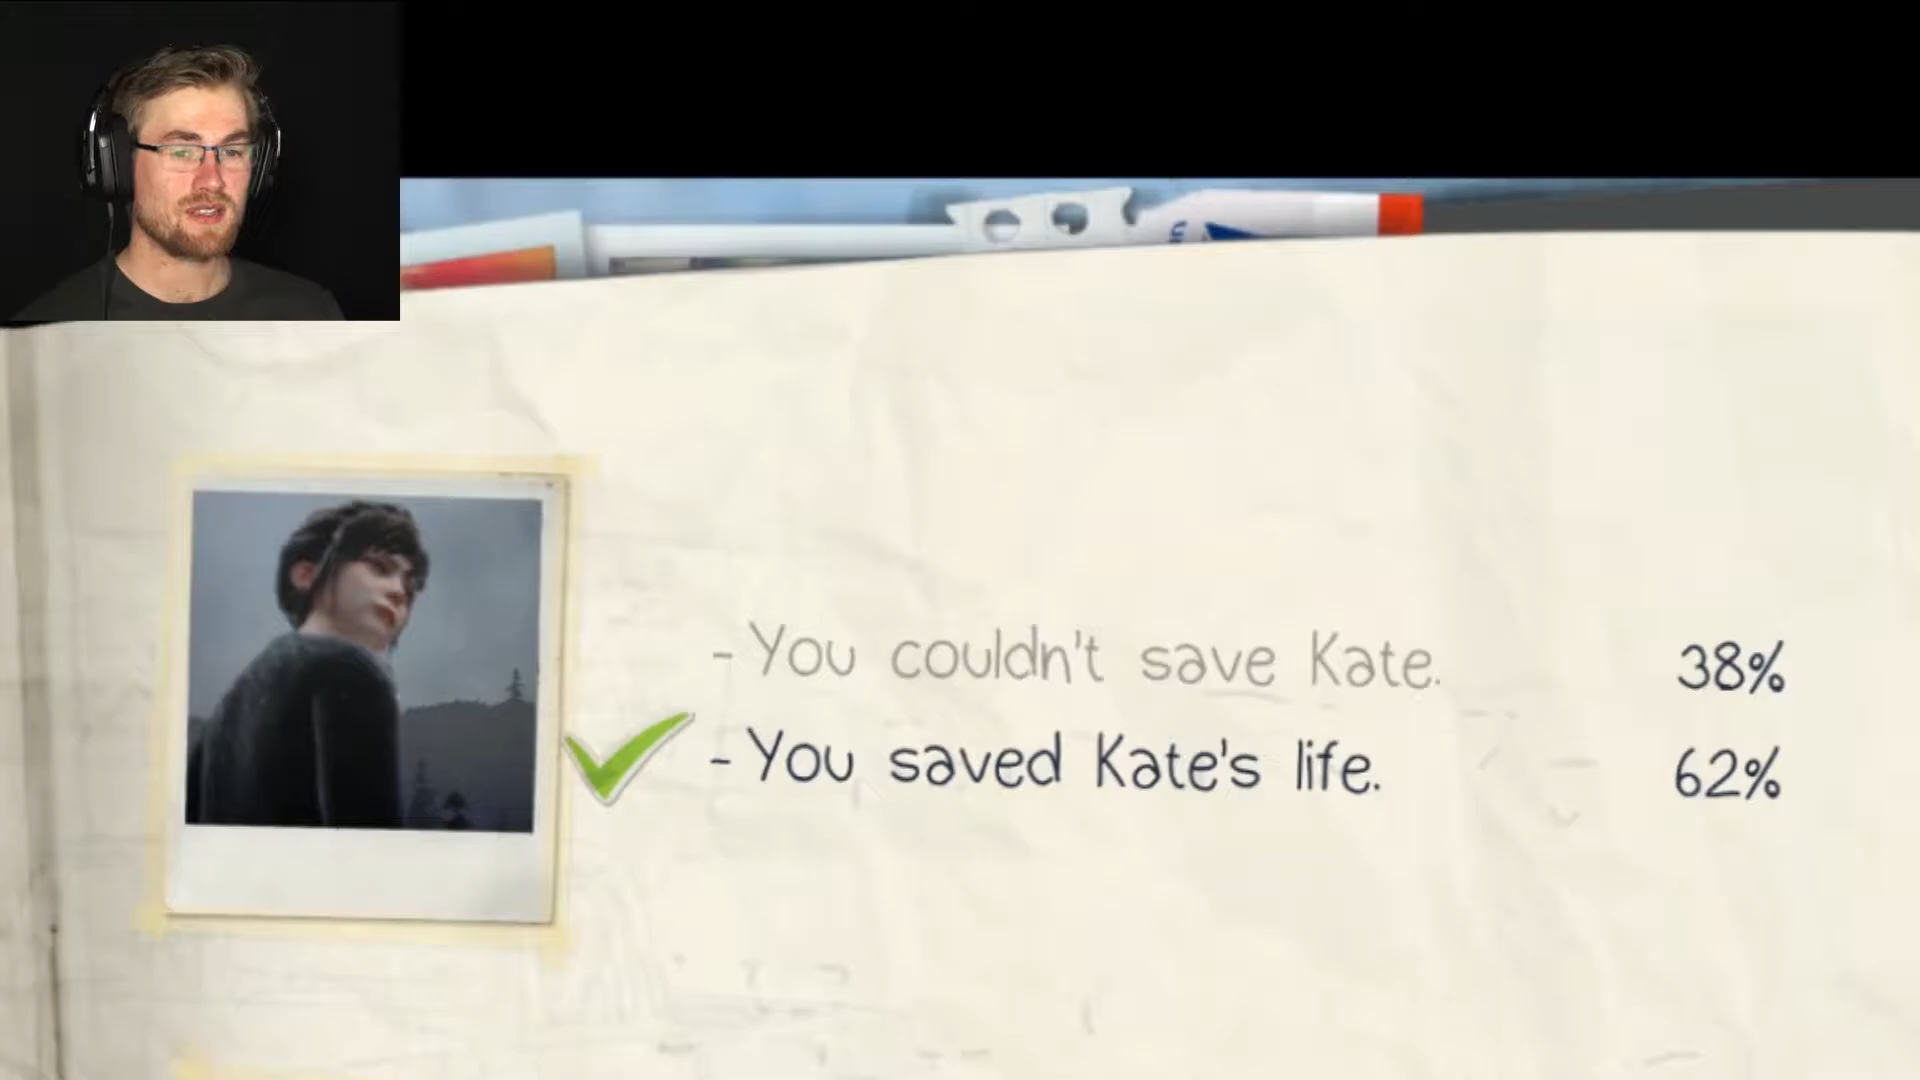 - You couldn't save Kate. 38%
- You saved Kate's life. 62%